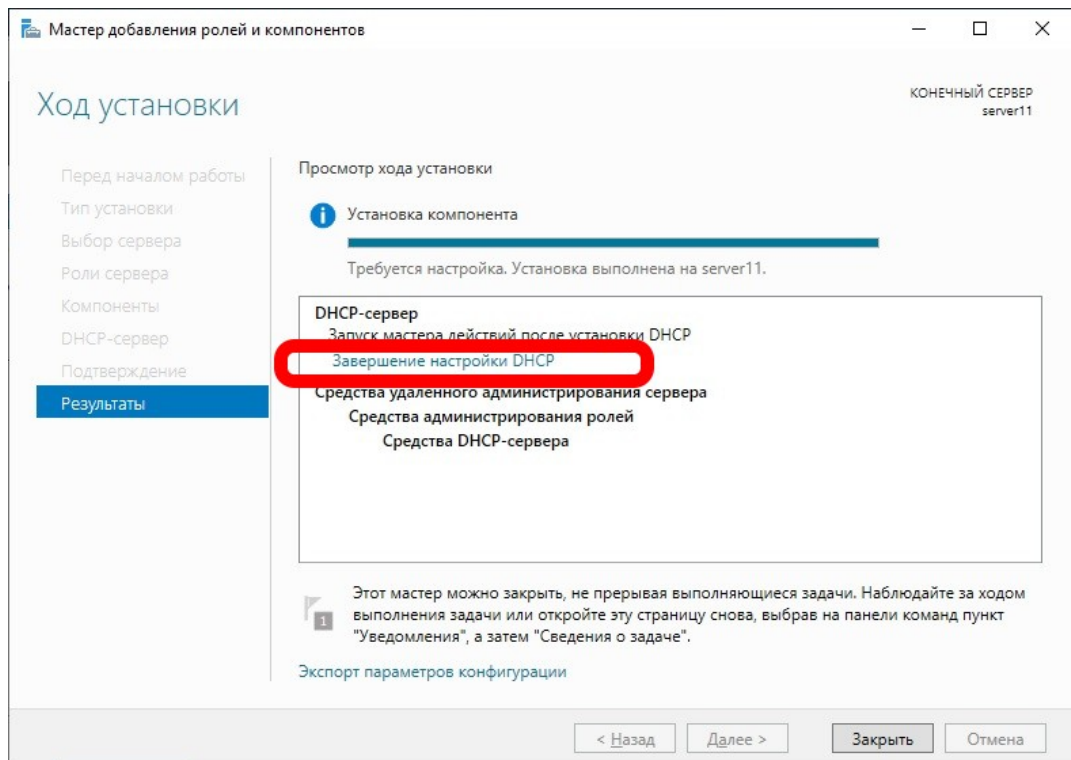 Мастер добавления ролей и компонентов
Ход установки
КОНЕЧНЫЙ СЕРВЕР
server11
Перед началом работы
Тип установки
Выбор сервера
Роли сервера
Компоненты
DHCP-сервер
Подтверждение
Результаты
Просмотр хода установки
Установка компонента
Требуется настройка. Установка выполнена на server11.
DHCP-сервер
Запуск мастера действий после установки DHCP
Завершение настройки DHCP
Средства удаленного администрирования сервера
Средства администрирования ролей
Средства DHCP-сервера
1
Этот мастер можно закрыть, не прерывая выполняющиеся задачи. Наблюдайте за ходом
выполнения задачи или откройте эту страницу снова, выбрав на панели команд пункт
"Уведомления", а затем "Сведения о задаче".
Экспорт параметров конфигурации
< Назад
Далее >
Закрыть
Отмена